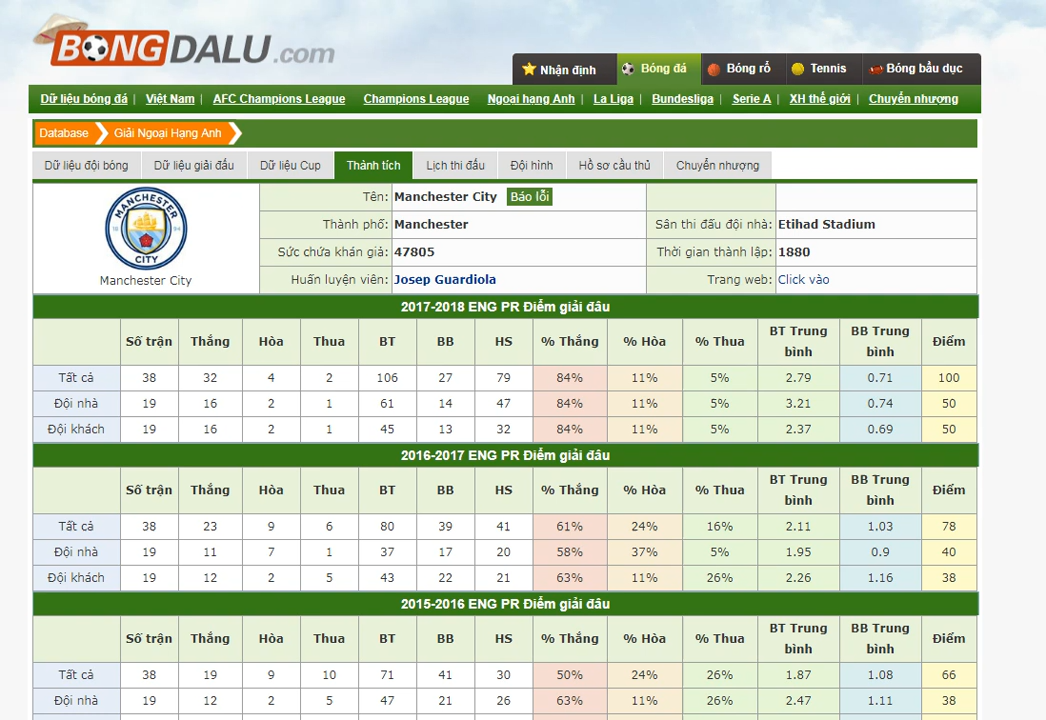 BONGDALU.com
Nhận định Bóng đá Bóng rổ Tennis Bóng bầu dục
Dữ liệu bóng đá | Việt Nam | AFC Champions League Champions League Ngoại hạng Anh | La Liga | Bundesliga | Serie A | XH thế giới | Chuyển nhượng
Database Giải Ngoại Hạng Anh
Dữ liệu đội bóng Dữ liệu giải đấu Dữ liệu Cup Thành tích Lịch thi đấu Đội hình Hồ sơ cầu thủ Chuyển nhượng
MANCHESTER
18 94
CITY
Manchester City
Tên: Manchester City Báo lỗi
Thành phố: Manchester Sân thi đấu đội nhà: Etihad Stadium
Sức chứa khán giả: 47805 Thời gian thành lập: 1880
Huấn luyện viên: Josep Guardiola Trang web: Click vào
2017-2018 ENG PR Điểm giải đâu
Số trận Thắng Hòa Thua BT BB HS % Thắng % Hòa % Thua BT Trung bình BB Trung bình Điểm
Tất cả 38 32 4 2 106 27 79 84% 11% 5% 2.79 0.71 100
Đội nhà 19 16 2 1 61 14 47 84% 11% 5% 3.21 0.74 50
Đội khách 19 16 2 1 45 13 32 84% 11% 5% 2.37 0.69 50
2016-2017 ENG PR Điểm giải đâu
Số trận Thắng Hòa Thua BT BB HS % Thắng % Hòa % Thua BT Trung bình BB Trung bình Điểm
Tất cả 38 23 9 6 80 39 41 61% 24% 16% 2.11 1.03 78
Đội nhà 19 11 7 1 37 17 20 58% 37% 5% 1.95 0.9 40
Đội khách 19 12 2 5 43 22 21 63% 11% 26% 2.26 1.16 38
2015-2016 ENG PR Điểm giải đâu
Số trận Thắng Hòa Thua BT BB HS % Thắng % Hòa % Thua BT Trung bình BB Trung bình Điểm
Tất cả 38 19 9 10 71 41 30 50% 24% 26% 1.87 1.08 66
Đội nhà 19 12 2 5 47 21 26 63% 11% 26% 2.47 1.11 38